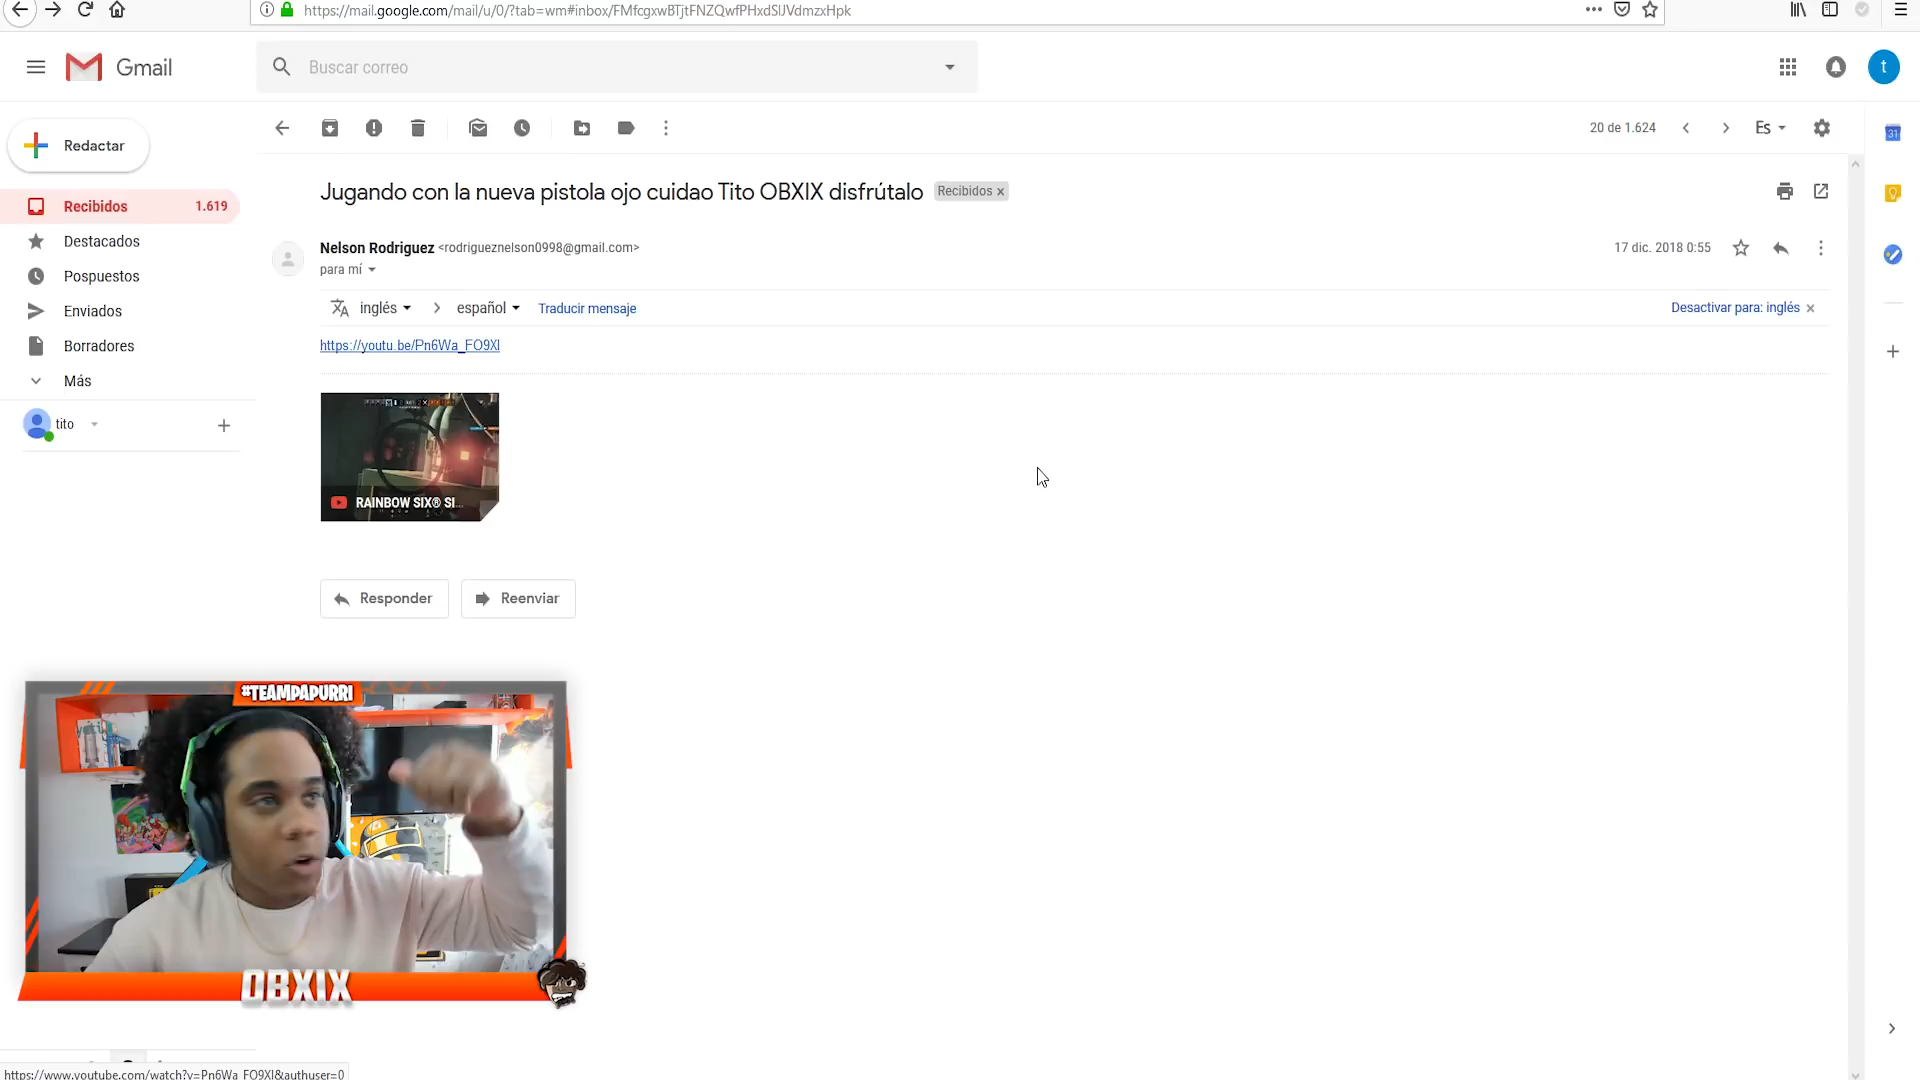 https://mail.google.com/mail/u/0/?tab=wm#inbox/FMfcgxwBTjtFNZQwfPHxdSlJVdmzxHpk
Gmail
Buscar correo
t
Redactar
20 de 1.624
Es
31
Recibidos 1.619
Destacados
Pospuestos
Enviados
Borradores
Más
tito
Jugando con la nueva pistola ojo cuidao Tito OBXIX disfrútalo Recibidos x
Nelson Rodriguez <rodrigueznelson0998@gmail.com>
17 dic. 2018 0:55
para mí
inglés > español Traducir mensaje
Desactivar para: inglés x
https://youtu.be/Pn6Wa_FO9XI
RAINBOW SIX® SI...
Responder
Reenviar
#TEAMPAPURRI
OBXIX
https://www.youtube.com/watch?v=Pn6Wa_FO9XI&authuser=0